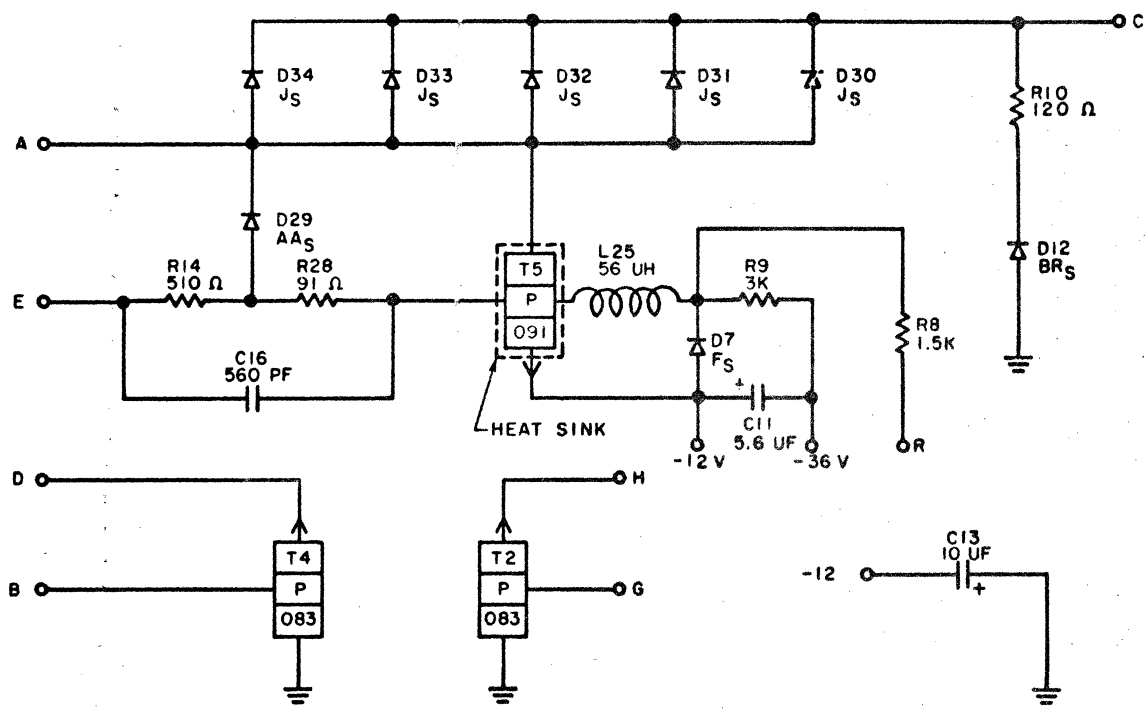 C
D34
JS
D33
JS
D32
JS
D31
JS
D30
JS
R10
120 Ω
A
D29
AAS
D12
BRS
R14
510 Ω
R28
91 Ω
T5
P
091
L25
56 UH
R9
3K
E
D7
FS
R8
1.5K
C16
560 PF
HEAT SINK
+
C11
5.6 UF
-12V
-36 V
R
D
H
T4
P
083
T2
P
083
B
G
C13
10 UF
-12
+